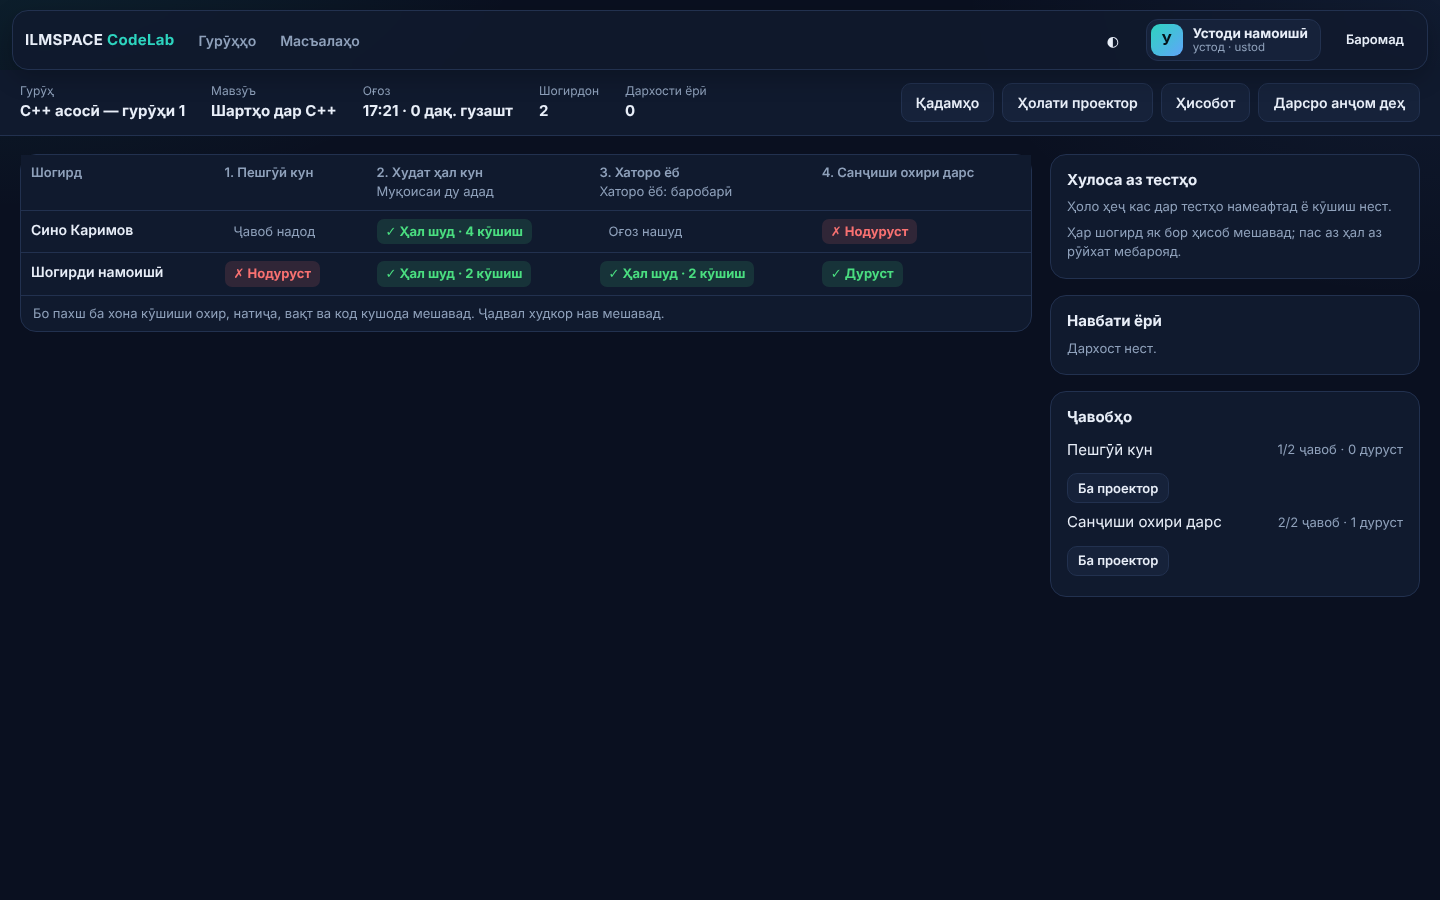 ILMSPACE CodeLab
Гурӯҳҳо
Масъалаҳо
У
Устоди намоишӣ
устод · ustod
Баромад
Гурӯҳ
C++ асосӣ — гурӯҳи 1
Мавзӯъ
Шартҳо дар C++
Оғоз
17:21 · 0 дақ. гузашт
Шогирдон
2
Дархости ёрӣ
0
Қадамҳо
Ҳолати проектор
Ҳисобот
Дарсро анҷом деҳ
Шогирд
1. Пешгӯӣ кун
2. Худат ҳал кун
Муқоисаи ду адад
3. Хаторо ёб
Хаторо ёб: баробарӣ
4. Санҷиши охири дарс
Сино Каримов
Ҷавоб надод
✓ Ҳал шуд · 4 кӯшиш
Оғоз нашуд
✗ Нодуруст
Шогирди намоишӣ
✗ Нодуруст
✓ Ҳал шуд · 2 кӯшиш
✓ Ҳал шуд · 2 кӯшиш
✓ Дуруст
Бо пахш ба хона кӯшиши охир, натиҷа, вақт ва код кушода мешавад. Ҷадвал худкор нав мешавад.
Хулоса аз тестҳо
Ҳоло ҳеҷ кас дар тестҳо намеафтад ё кӯшиш нест.
Ҳар шогирд як бор ҳисоб мешавад; пас аз ҳал аз
рӯйхат мебарояд.
Навбати ёрӣ
Дархост нест.
Ҷавобҳо
Пешгӯӣ кун
1/2 ҷавоб · 0 дуруст
Ба проектор
Санҷиши охири дарс
2/2 ҷавоб · 1 дуруст
Ба проектор